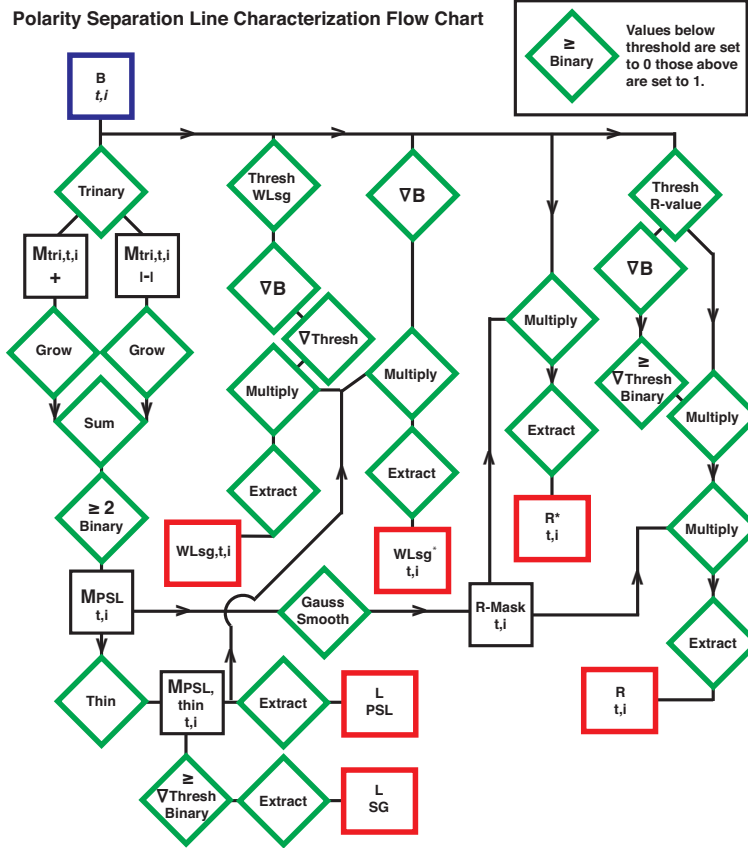 Polarity Separation Line Characterization Flow Chart
≥
Binary
Values below
threshold are set
to 0 those above
are set to 1.
B
t,i
Trinary
Thresh
WLsg
∇B
Thresh
R-value
Mtri,t,i
+
Mtri,t,i
|-|
∇B
∇B
Grow
Grow
∇Thresh
Multiply
≥
∇Thresh
Binary
Multiply
Multiply
Multiply
Sum
Extract
Extract
Extract
≥ 2
Binary
WLsg,t,i
WLsg*
t,i
R*
t,i
Multiply
MPSL
t,i
Gauss
Smooth
R-Mask
t,i
Extract
Thin
MPSL,
thin
t,i
Extract
L
PSL
R
t,i
≥
∇Thresh
Binary
Extract
L
SG